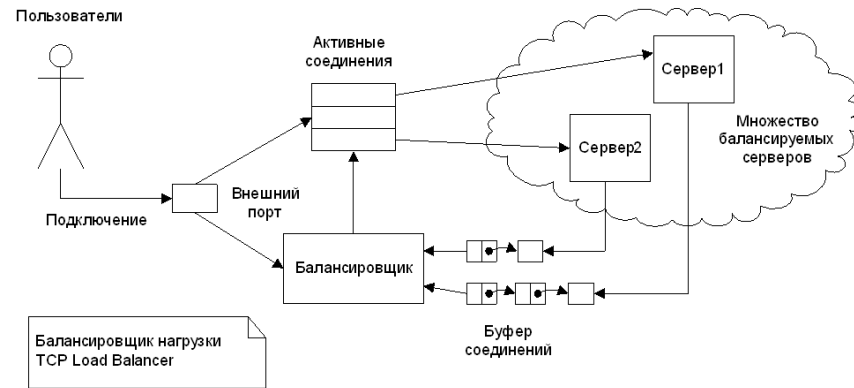 Пользователи
Активные
соединения
Сервер1
Множество
балансируемых
серверов
Сервер2
Внешний
порт
Подключение
Балансировщик
Буфер
соединений
Балансировщик нагрузки
TCP Load Balancer